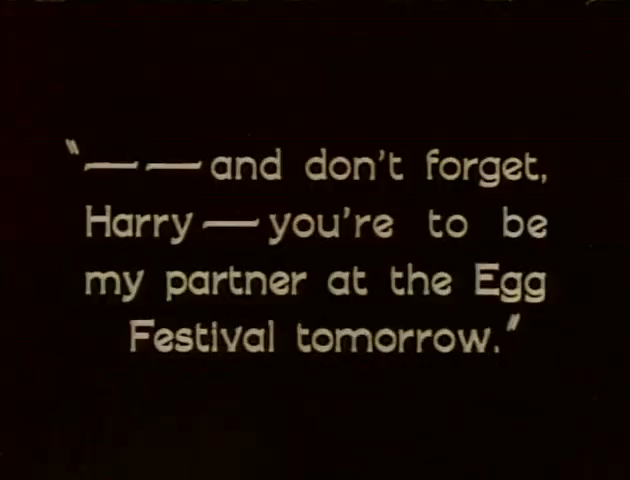 "— — and don't forget,
Harry — you're to be
my partner at the Egg
Festival tomorrow."